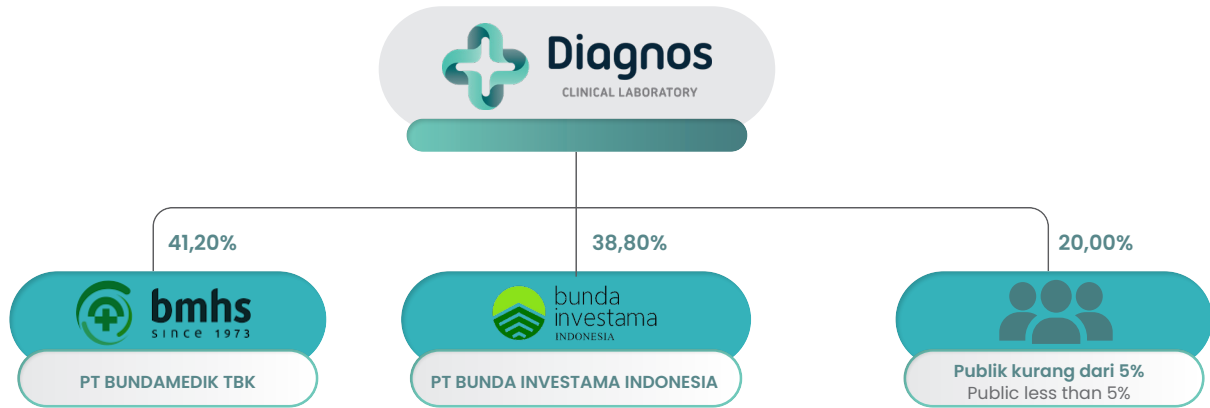 Diagnos
CLINICAL LABORATORY
41,20%
38,80%
20,00%
bmhs
since 1973
bunda
investama
INDONESIA
PT BUNDAMEDIK TBK
PT BUNDA INVESTAMA INDONESIA
Publik kurang dari 5%
Public less than 5%